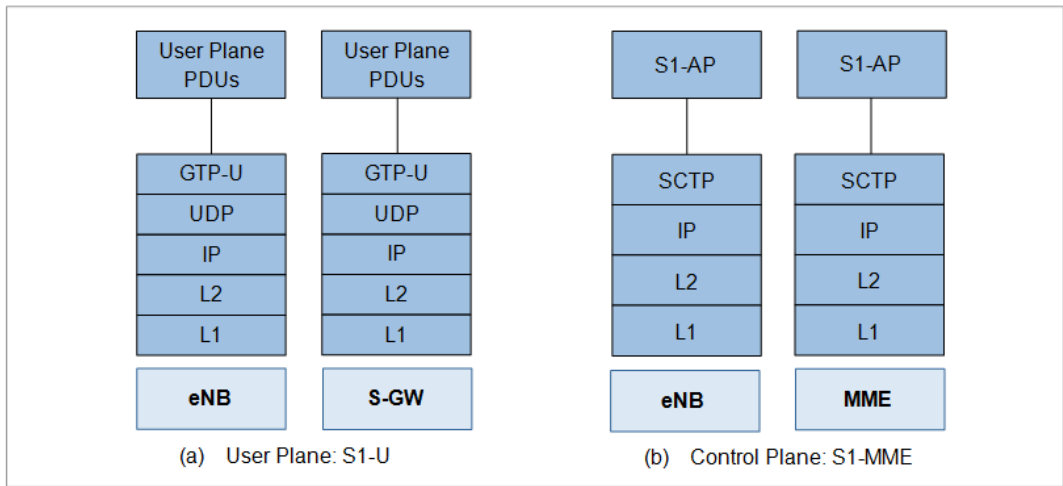 User Plane
PDUs
User Plane
PDUs
GTP-U
GTP-U
UDP
UDP
IP
IP
L2
L2
L1
L1
eNB
S-GW
(a) User Plane: S1-U
S1-AP
S1-AP
SCTP
SCTP
IP
IP
L2
L2
L1
L1
eNB
MME
(b) Control Plane: S1-MME